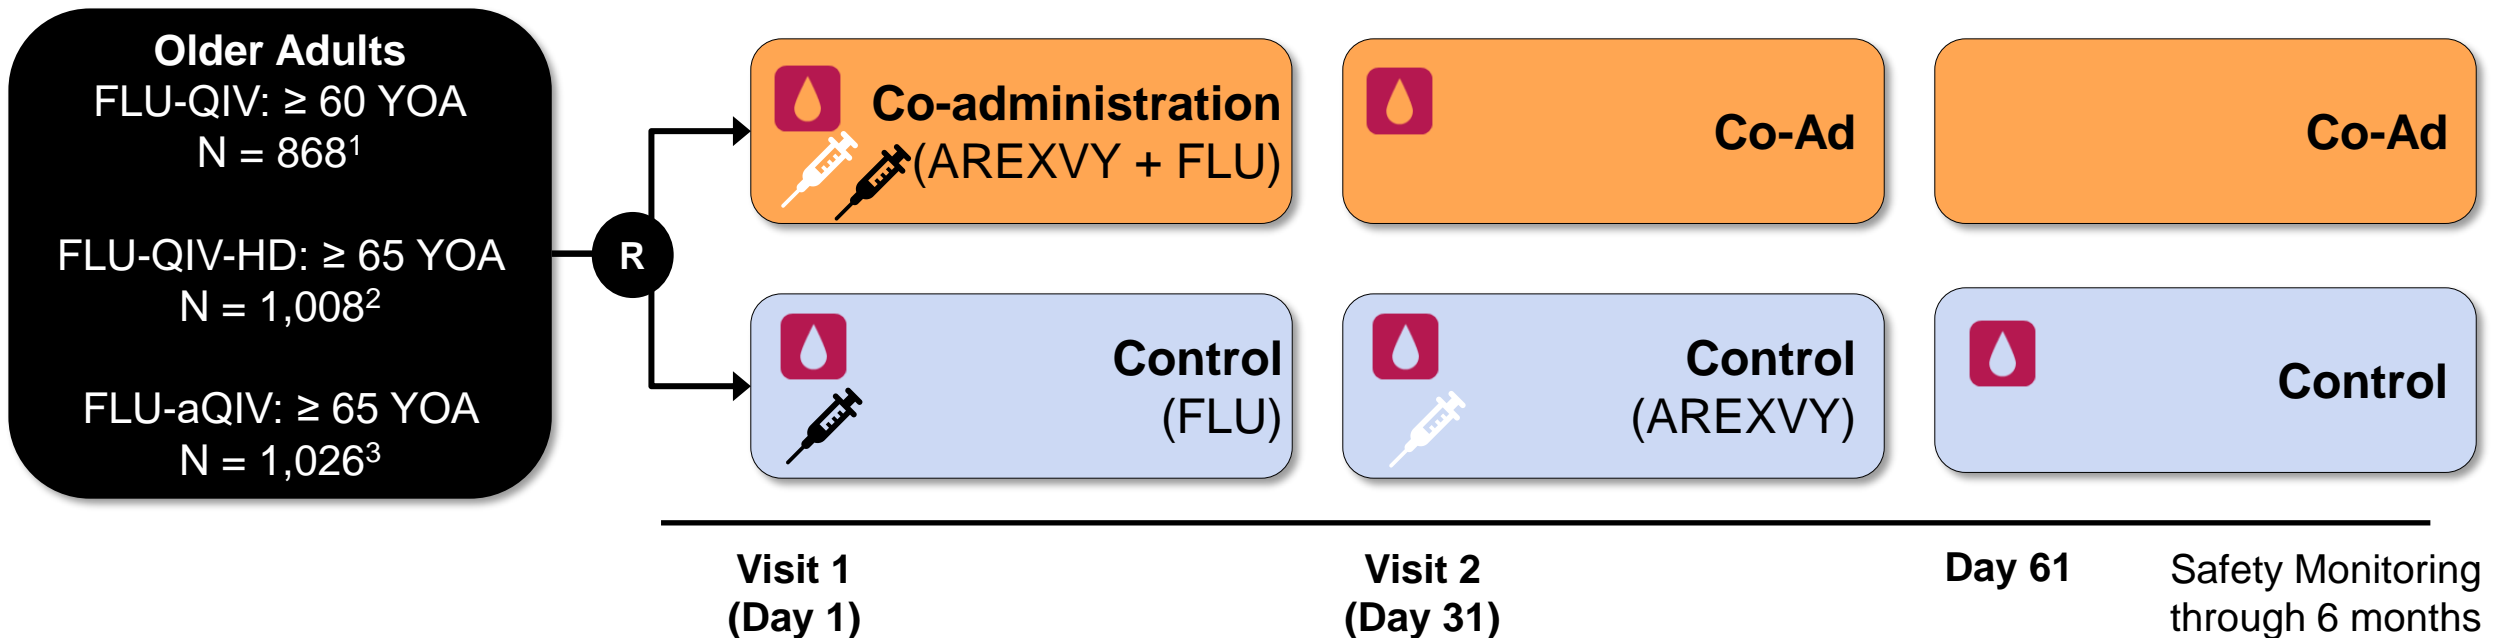 Older Adults
FLU-QIV: ≥ 60 YOA
N = 868¹
FLU-QIV-HD: ≥ 65 YOA
N = 1,008²
FLU-aQIV: ≥ 65 YOA
N = 1,026³
R
Co-administration
(AREXVY + FLU)
Co-Ad
Co-Ad
Control
(FLU)
Control
(AREXVY)
Control
Visit 1
(Day 1)
Visit 2
(Day 31)
Day 61
Safety Monitoring
through 6 months